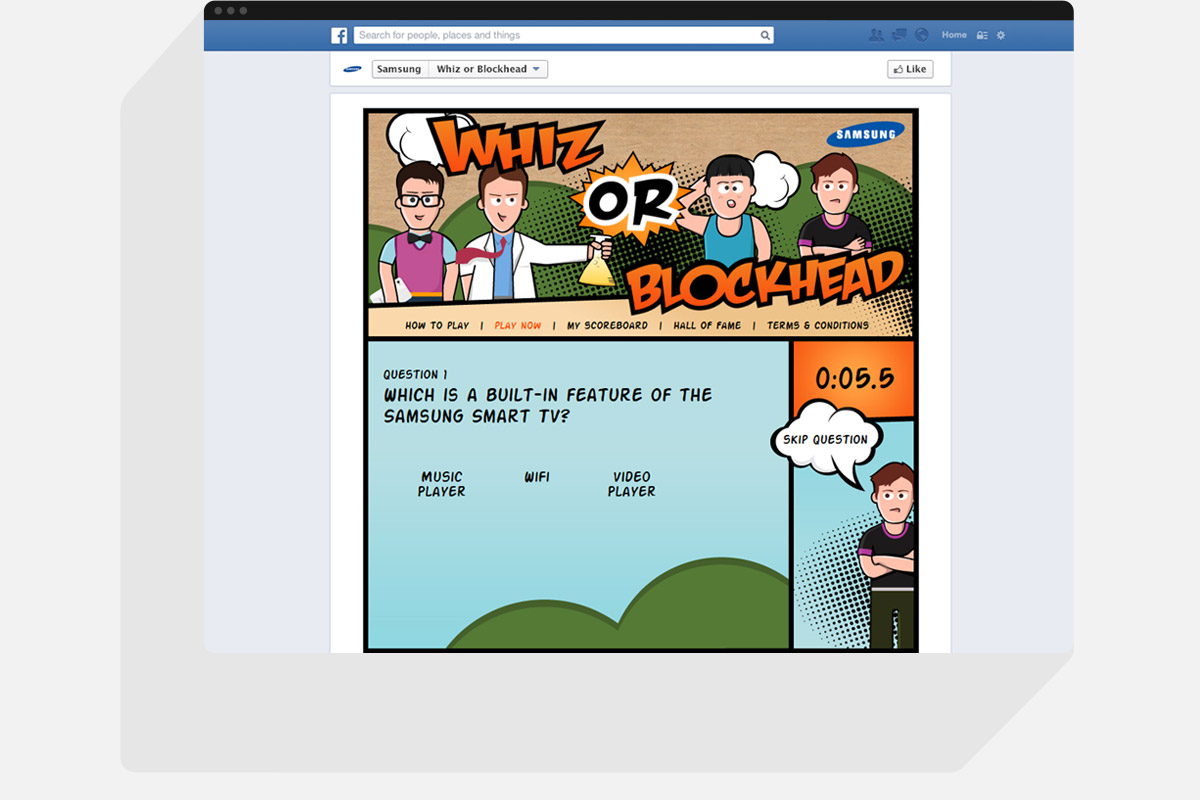 f
Search for people, places and things
Home
Samsung Whiz or Blockhead
Like
WHIZ
OR
BLOCKHEAD
SAMSUNG
HOW TO PLAY | PLAY NOW | MY SCOREBOARD | HALL OF FAME | TERMS & CONDITIONS
QUESTION 1
WHICH IS A BUILT-IN FEATURE OF THE
SAMSUNG SMART TV?
MUSIC
PLAYER
WIFI
VIDEO
PLAYER
0:05.5
SKIP QUESTION